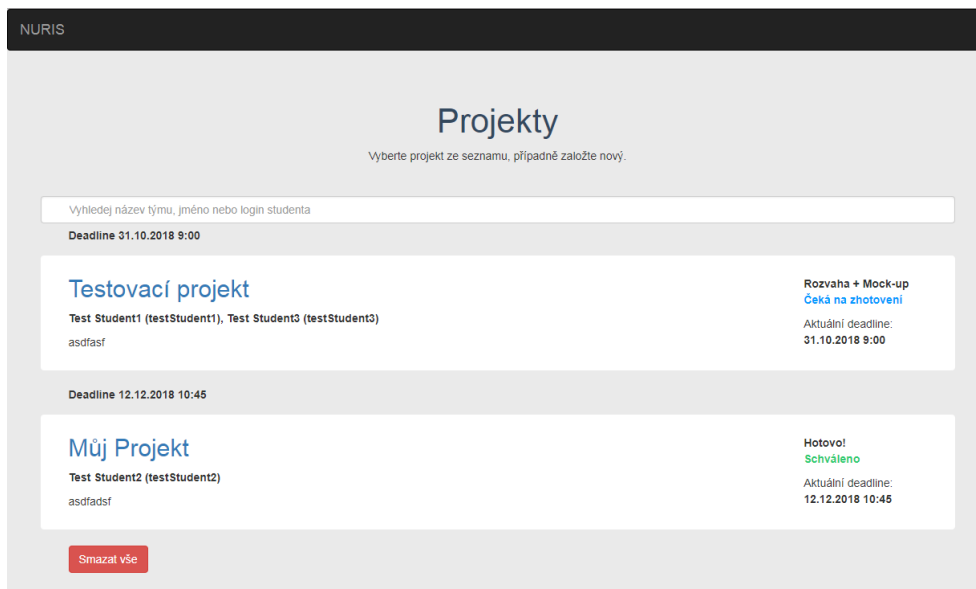 NURIS
Projekty
Vyberte projekt ze seznamu, případně založte nový.
Vyhledej název týmu, jméno nebo login studenta
Deadline 31.10.2018 9:00
Testovací projekt
Test Student1 (testStudent1), Test Student3 (testStudent3)
asdfasf
Rozvaha + Mock-up
Čeká na zhotovení
Aktuální deadline:
31.10.2018 9:00
Deadline 12.12.2018 10:45
Můj Projekt
Test Student2 (testStudent2)
asdfadsf
Hotovo!
Schváleno
Aktuální deadline:
12.12.2018 10:45
Smazat vše